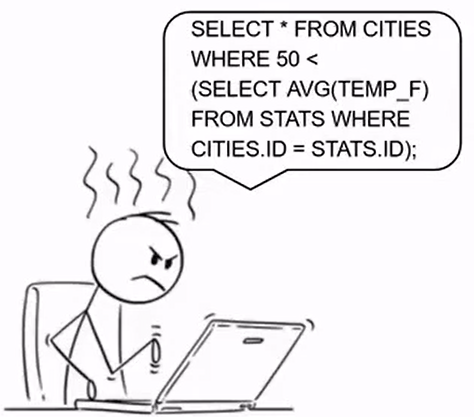 SELECT * FROM CITIES
WHERE 50 <
(SELECT AVG(TEMP_F)
FROM STATS WHERE
CITIES.ID = STATS.ID);